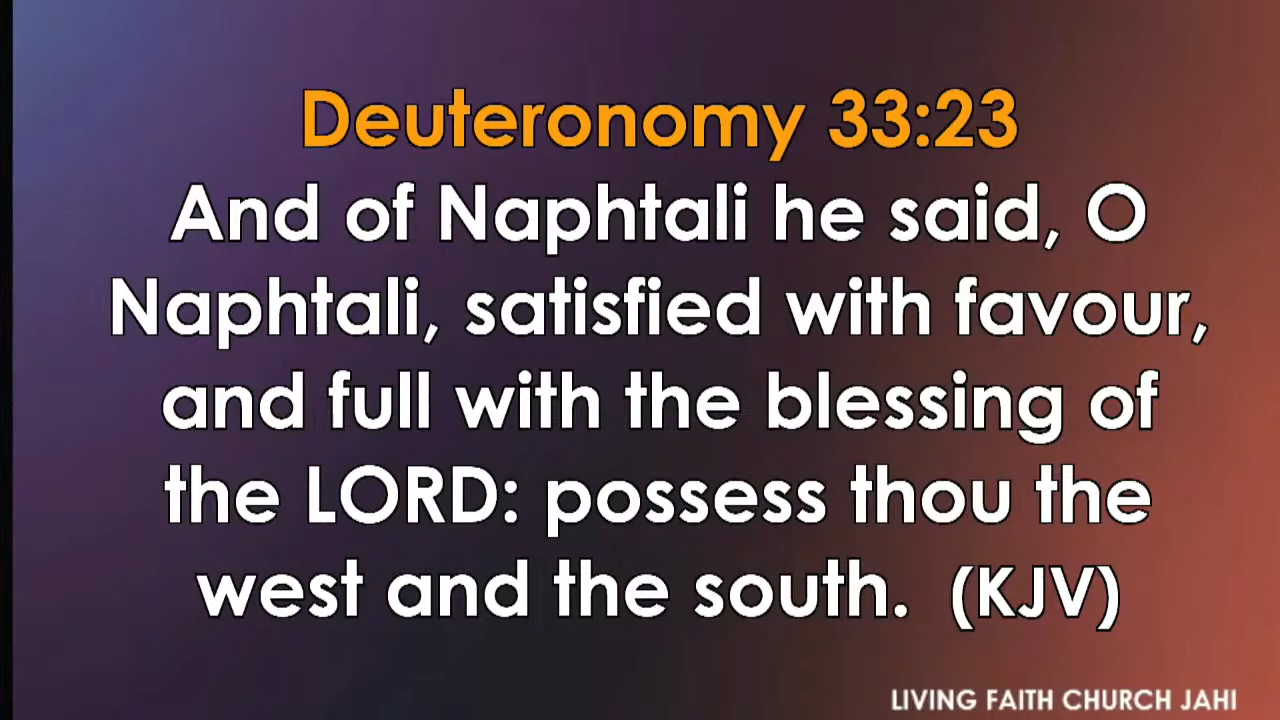 Deuteronomy 33:23
And of Naphtali he said, O
Naphtali, satisfied with favour,
and full with the blessing of
the LORD: possess thou the
west and the south. (KJV)
LIVING FAITH CHURCH JAHI